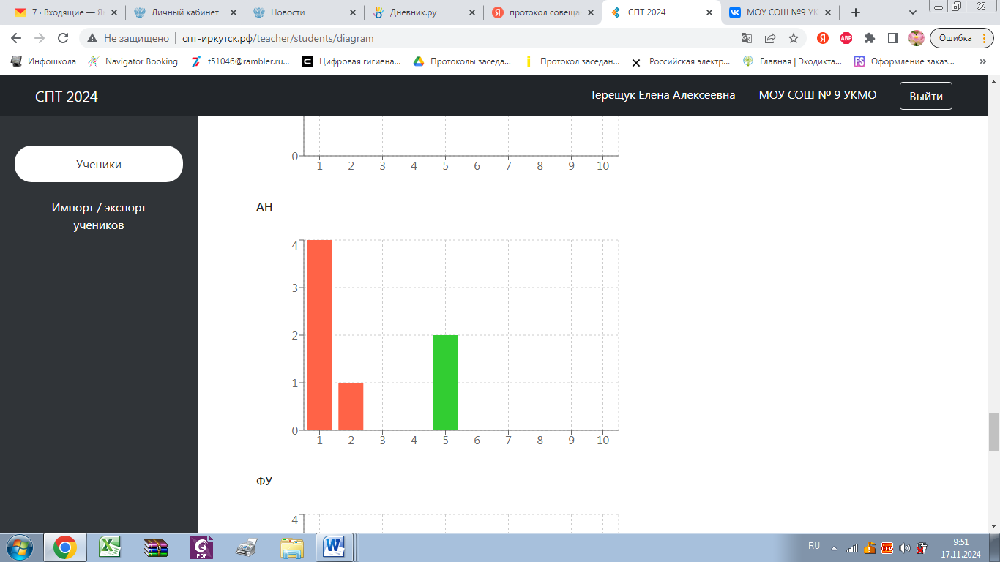 7 · Входящие — Я
Личный кабинет
Новости
Дневник.ру
протокол совеща
СПТ 2024
МОУ СОШ №9 УК
Не защищено
спт-иркутск.рф/teacher/students/diagram
Ошибка
Инфошкола
Navigator Booking
t51046@rambler.ru...
Цифровая гигиена...
Протоколы заседа...
Протокол заседан...
Российская электр...
Главная | Экодикта...
Оформление заказ...
СПТ 2024
Терещук Елена Алексеевна
МОУ СОШ № 9 УКМО
Выйти
Ученики
Импорт / экспорт
учеников
0
1 2 3 4 5 6 7 8 9 10
АН
4
3
2
1
0
1 2 3 4 5 6 7 8 9 10
ФУ
4
RU
9:51
17.11.2024